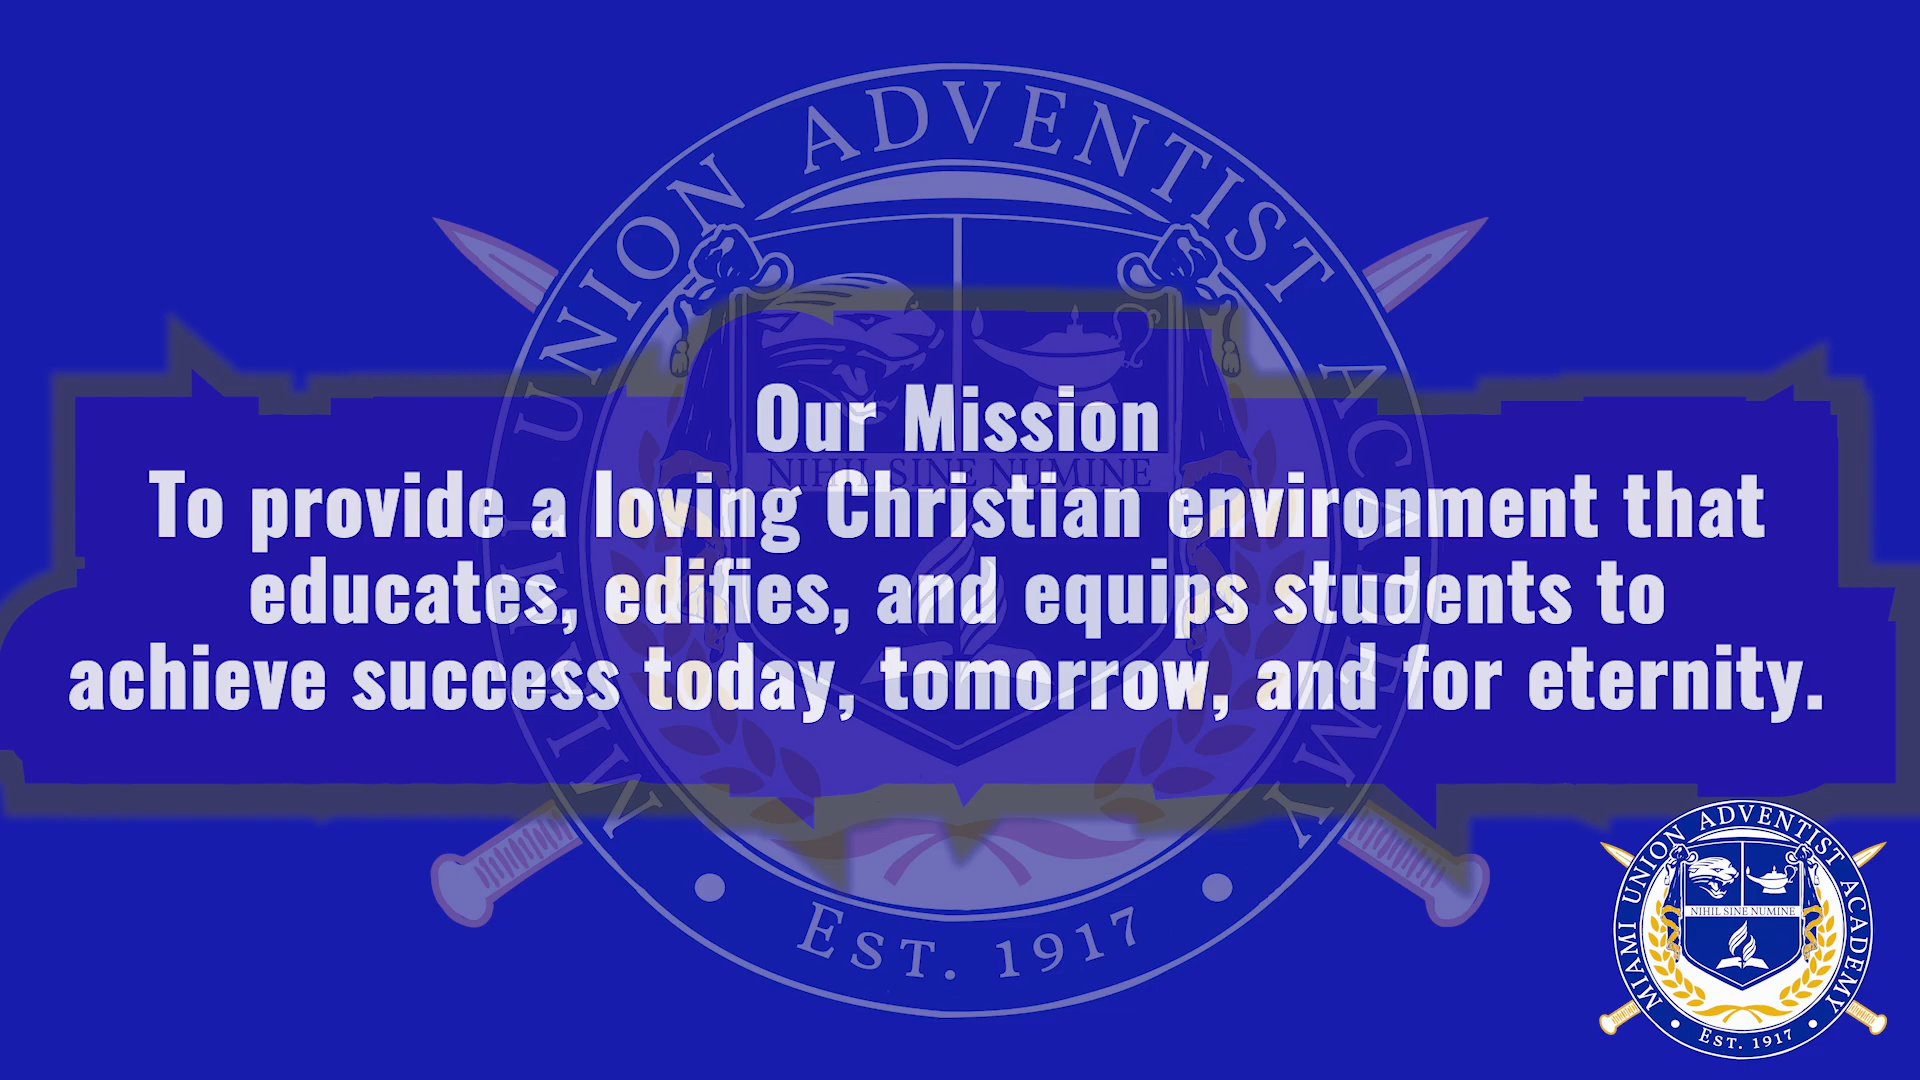 MIAMI UNION ADVENTIST ACADEMY
Our Mission
NIHIL SINE NUMINE
To provide a loving Christian environment that
educates, edifies, and equips students to
achieve success today, tomorrow, and for eternity.
EST. 1917
MIAMI UNION ADVENTIST ACADEMY
NIHIL SINE NUMINE
EST. 1917